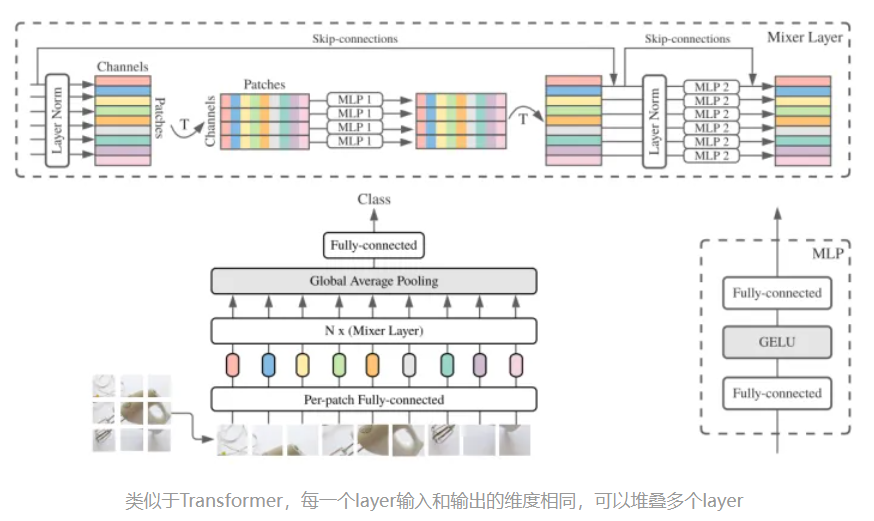 Skip-connections
Skip-connections
Mixer Layer
Channels
Layer Norm
Patches
T
Patches
Channels
MLP 1
MLP 1
MLP 1
MLP 1
T
Layer Norm
MLP 2
MLP 2
MLP 2
MLP 2
MLP 2
MLP 2
Class
Fully-connected
Global Average Pooling
N x (Mixer Layer)
Per-patch Fully-connected
MLP
Fully-connected
GELU
Fully-connected
类似于Transformer，每一个layer输入和输出的维度相同，可以堆叠多个layer